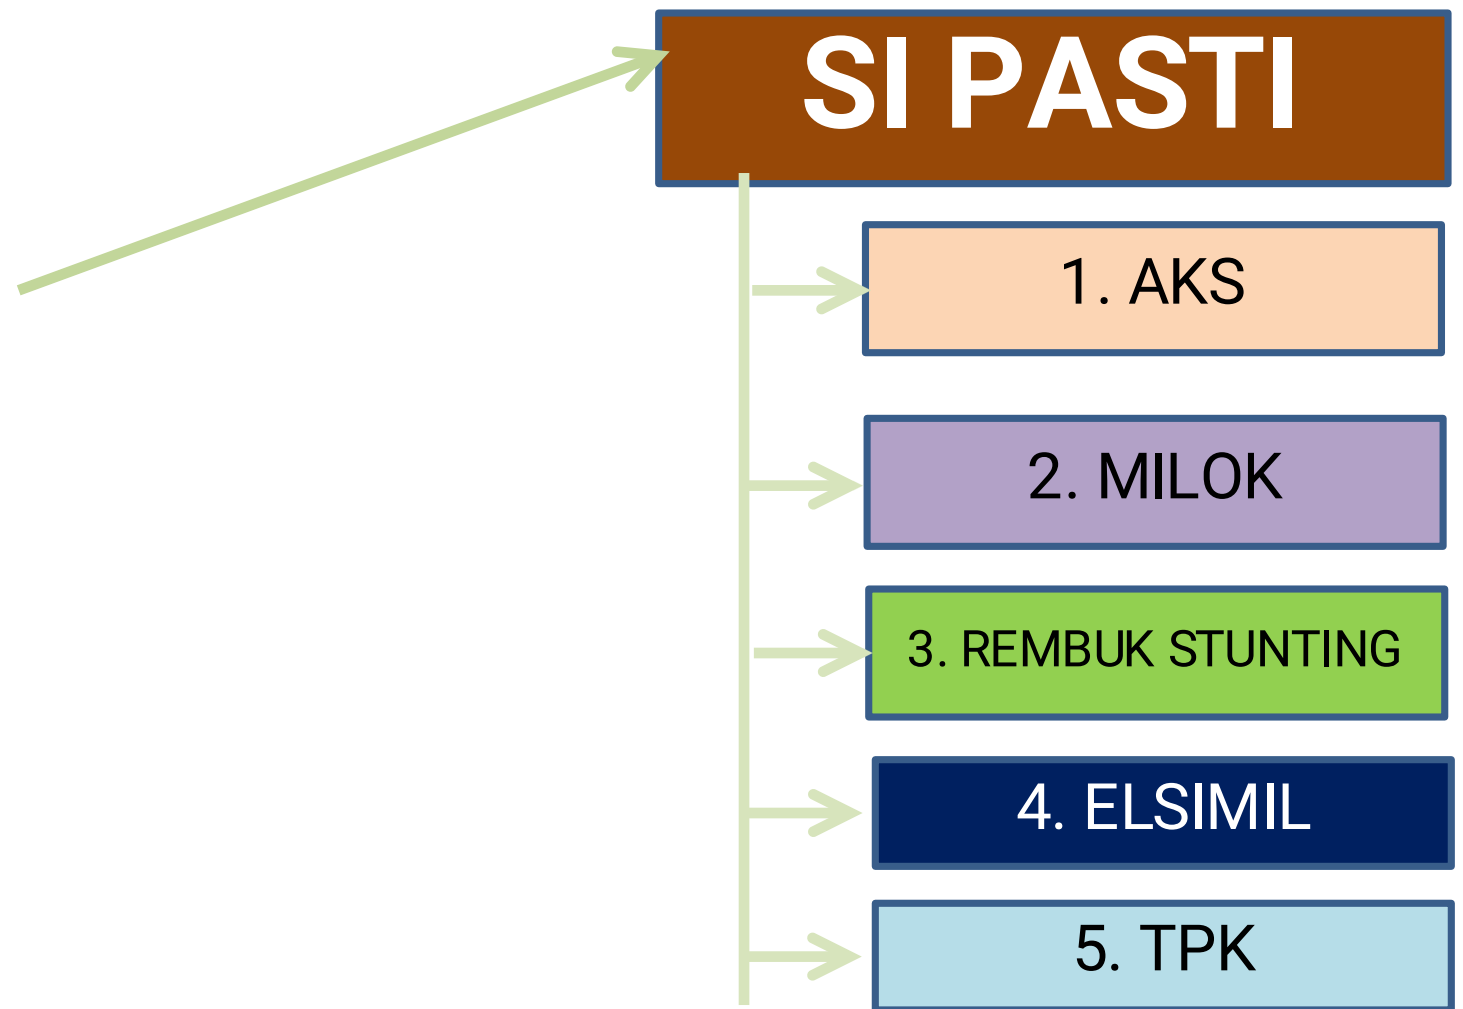 SI PASTI
1. AKS
2. MILOK
3. REMBUK STUNTING
4. ELSIMIL
5. TPK